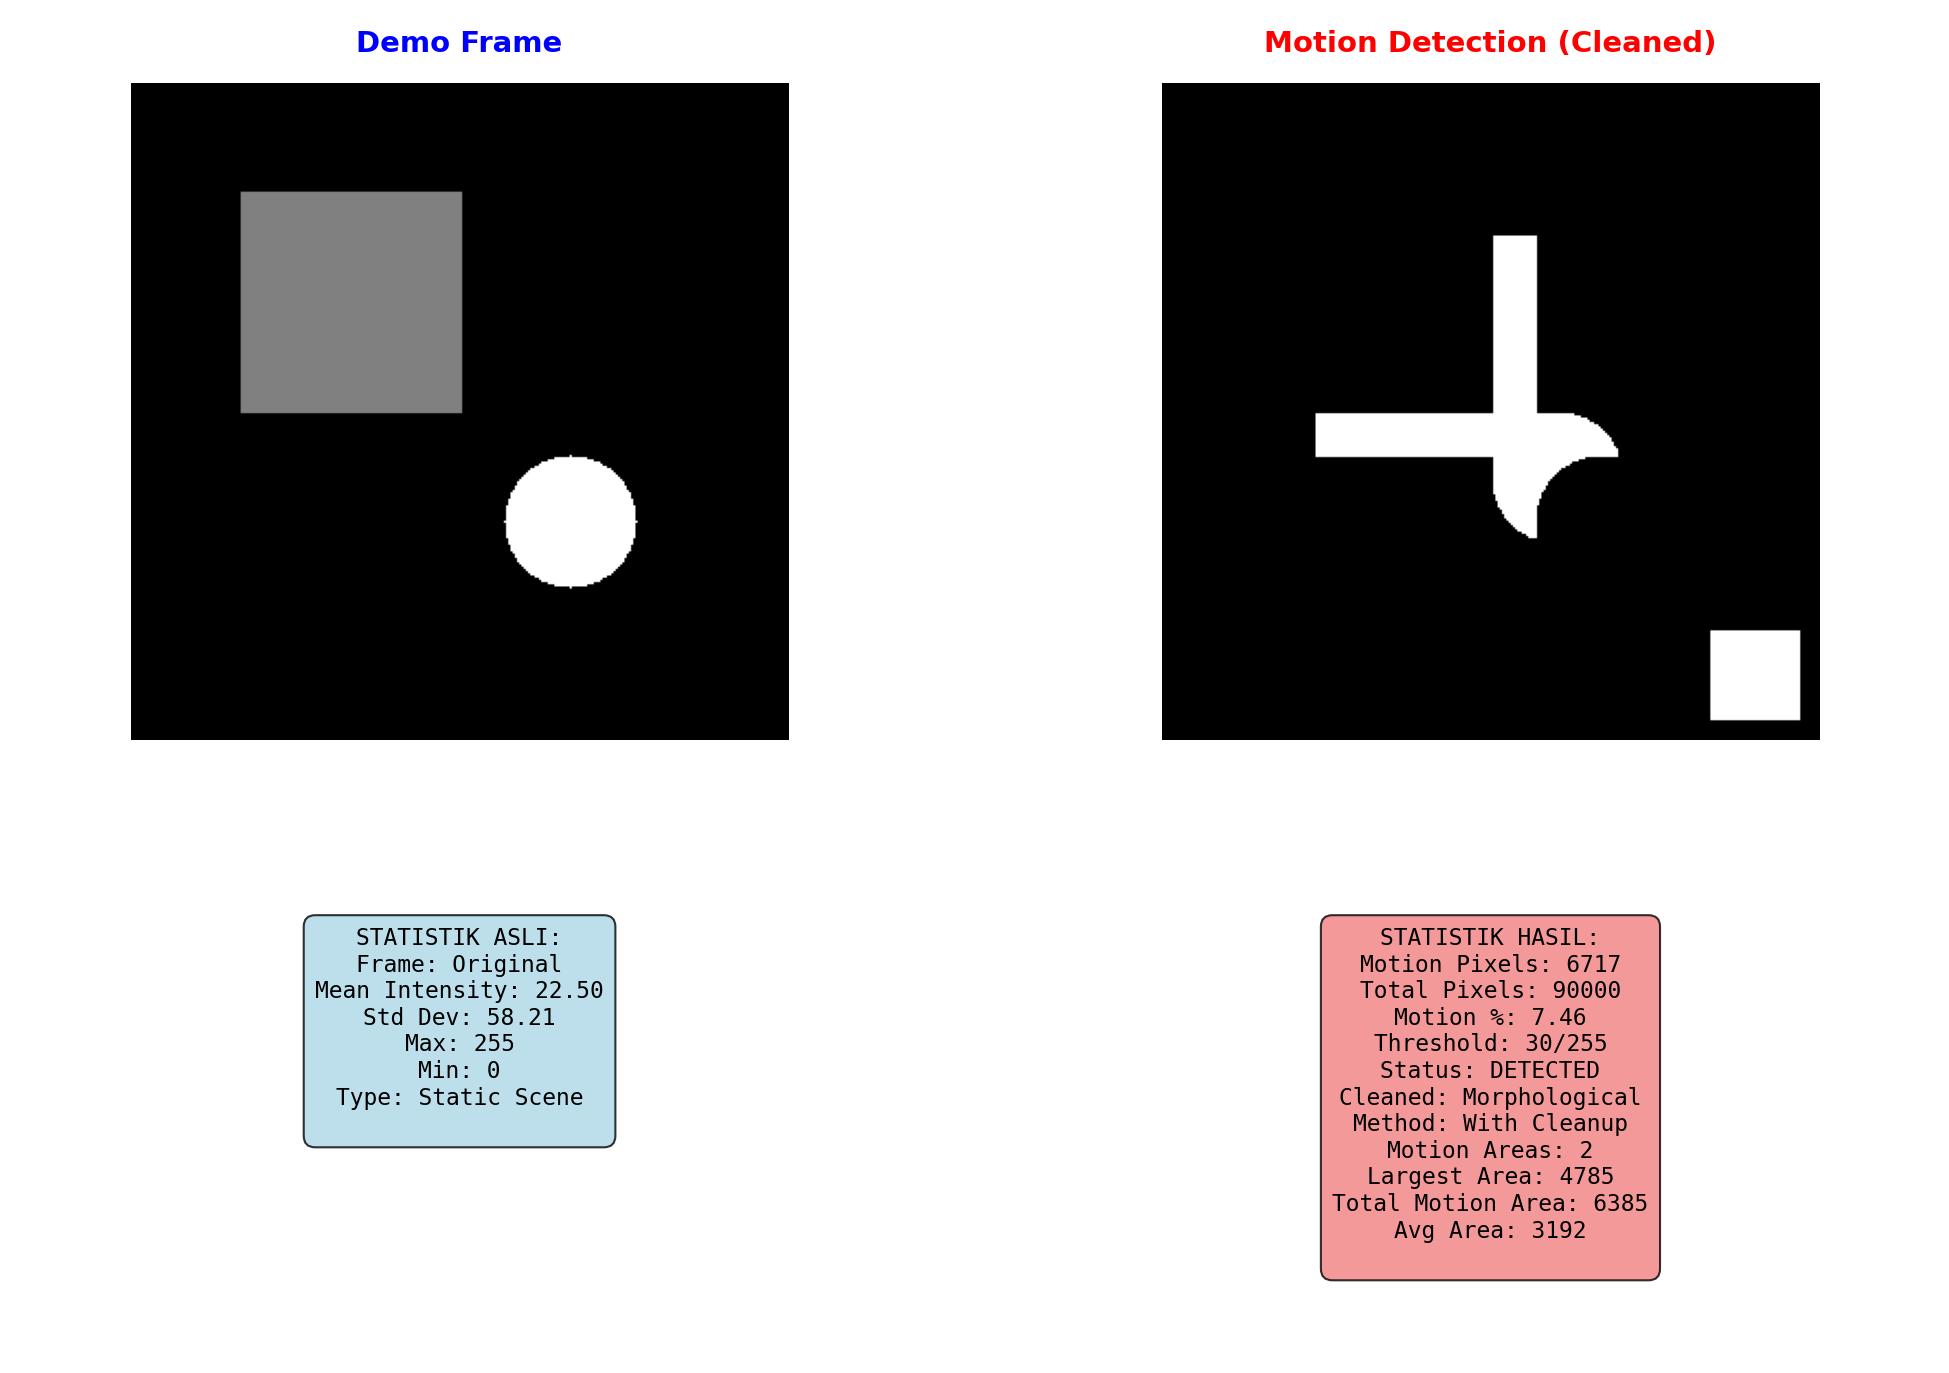 Demo Frame
Motion Detection (Cleaned)
STATISTIK ASLI:
Frame: Original
Mean Intensity: 22.50
Std Dev: 58.21
Max: 255
Min: 0
Type: Static Scene
STATISTIK HASIL:
Motion Pixels: 6717
Total Pixels: 90000
Motion %: 7.46
Threshold: 30/255
Status: DETECTED
Cleaned: Morphological
Method: With Cleanup
Motion Areas: 2
Largest Area: 4785
Total Motion Area: 6385
Avg Area: 3192